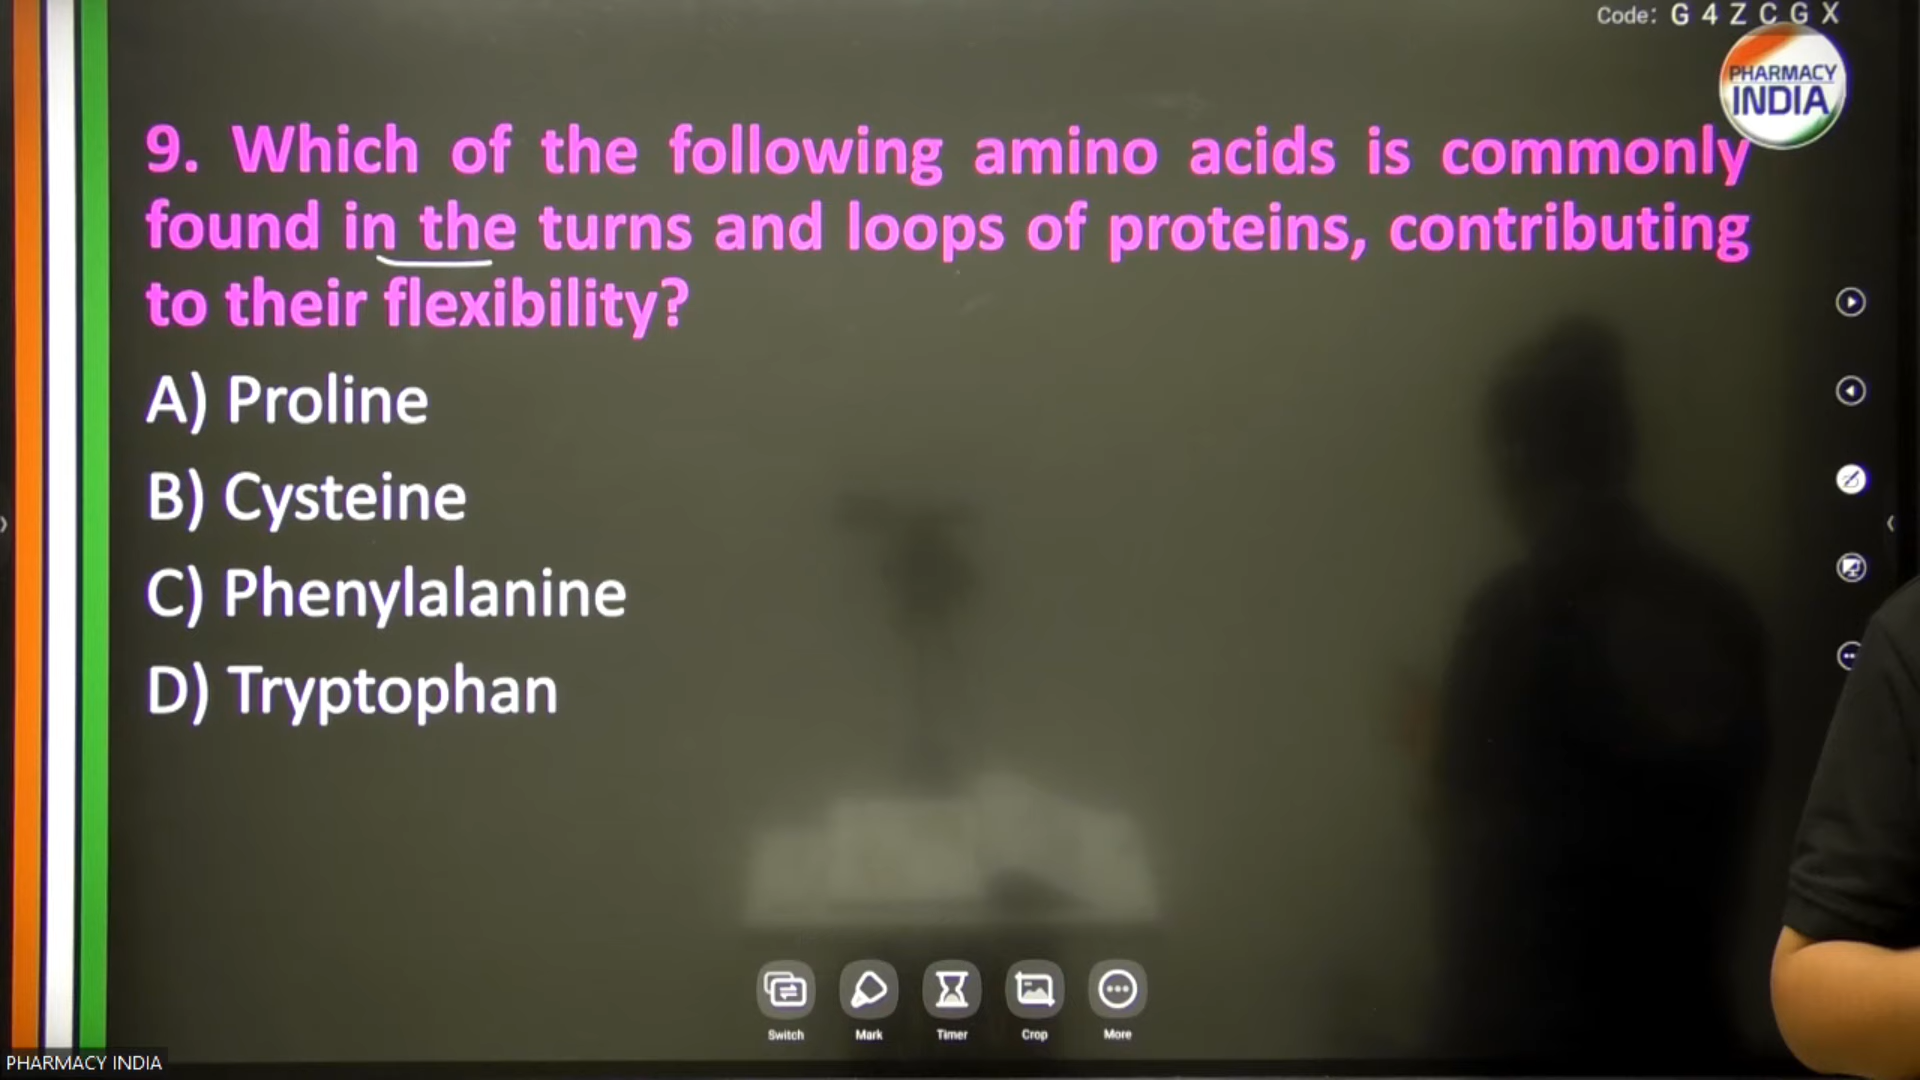 Code: G 4 Z C G X
PHARMACY
INDIA
9. Which of the following amino acids is commonly
found in the turns and loops of proteins, contributing
to their flexibility?
A) Proline
B) Cysteine
C) Phenylalanine
D) Tryptophan
Switch Mark Timer Crop More
PHARMACY INDIA